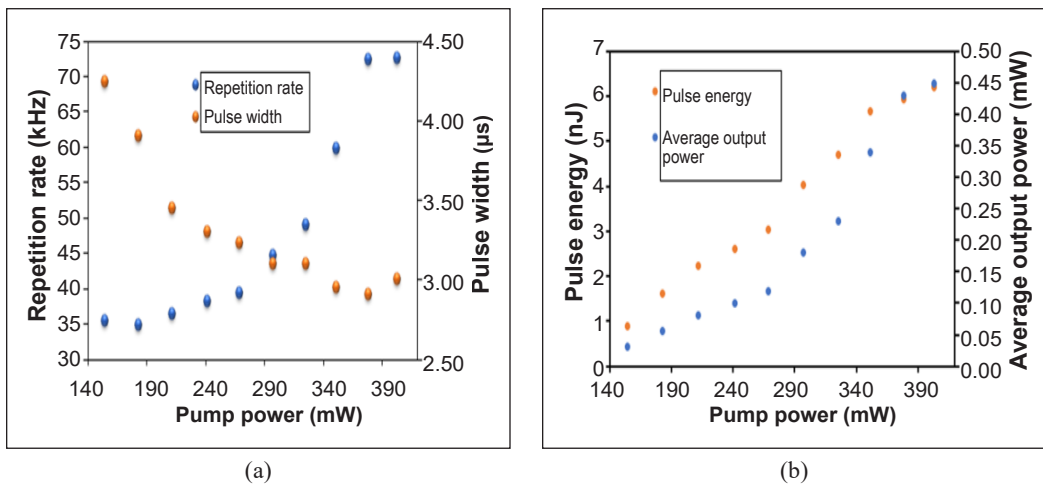 75
70
65
60
55
50
45
40
35
30
Repetition rate (kHz)
4.50
4.00
3.50
3.00
2.50
Pulse width (µs)
Repetition rate
Pulse width
140 190 240 290 340 390
Pump power (mW)
(a)
7
6
5
4
3
2
1
0
Pulse energy (nJ)
0.50
0.45
0.40
0.35
0.30
0.25
0.20
0.15
0.10
0.05
0.00
Average output power (mW)
Pulse energy
Average output
power
140 190 240 290 340 390
Pump power (mW)
(b)